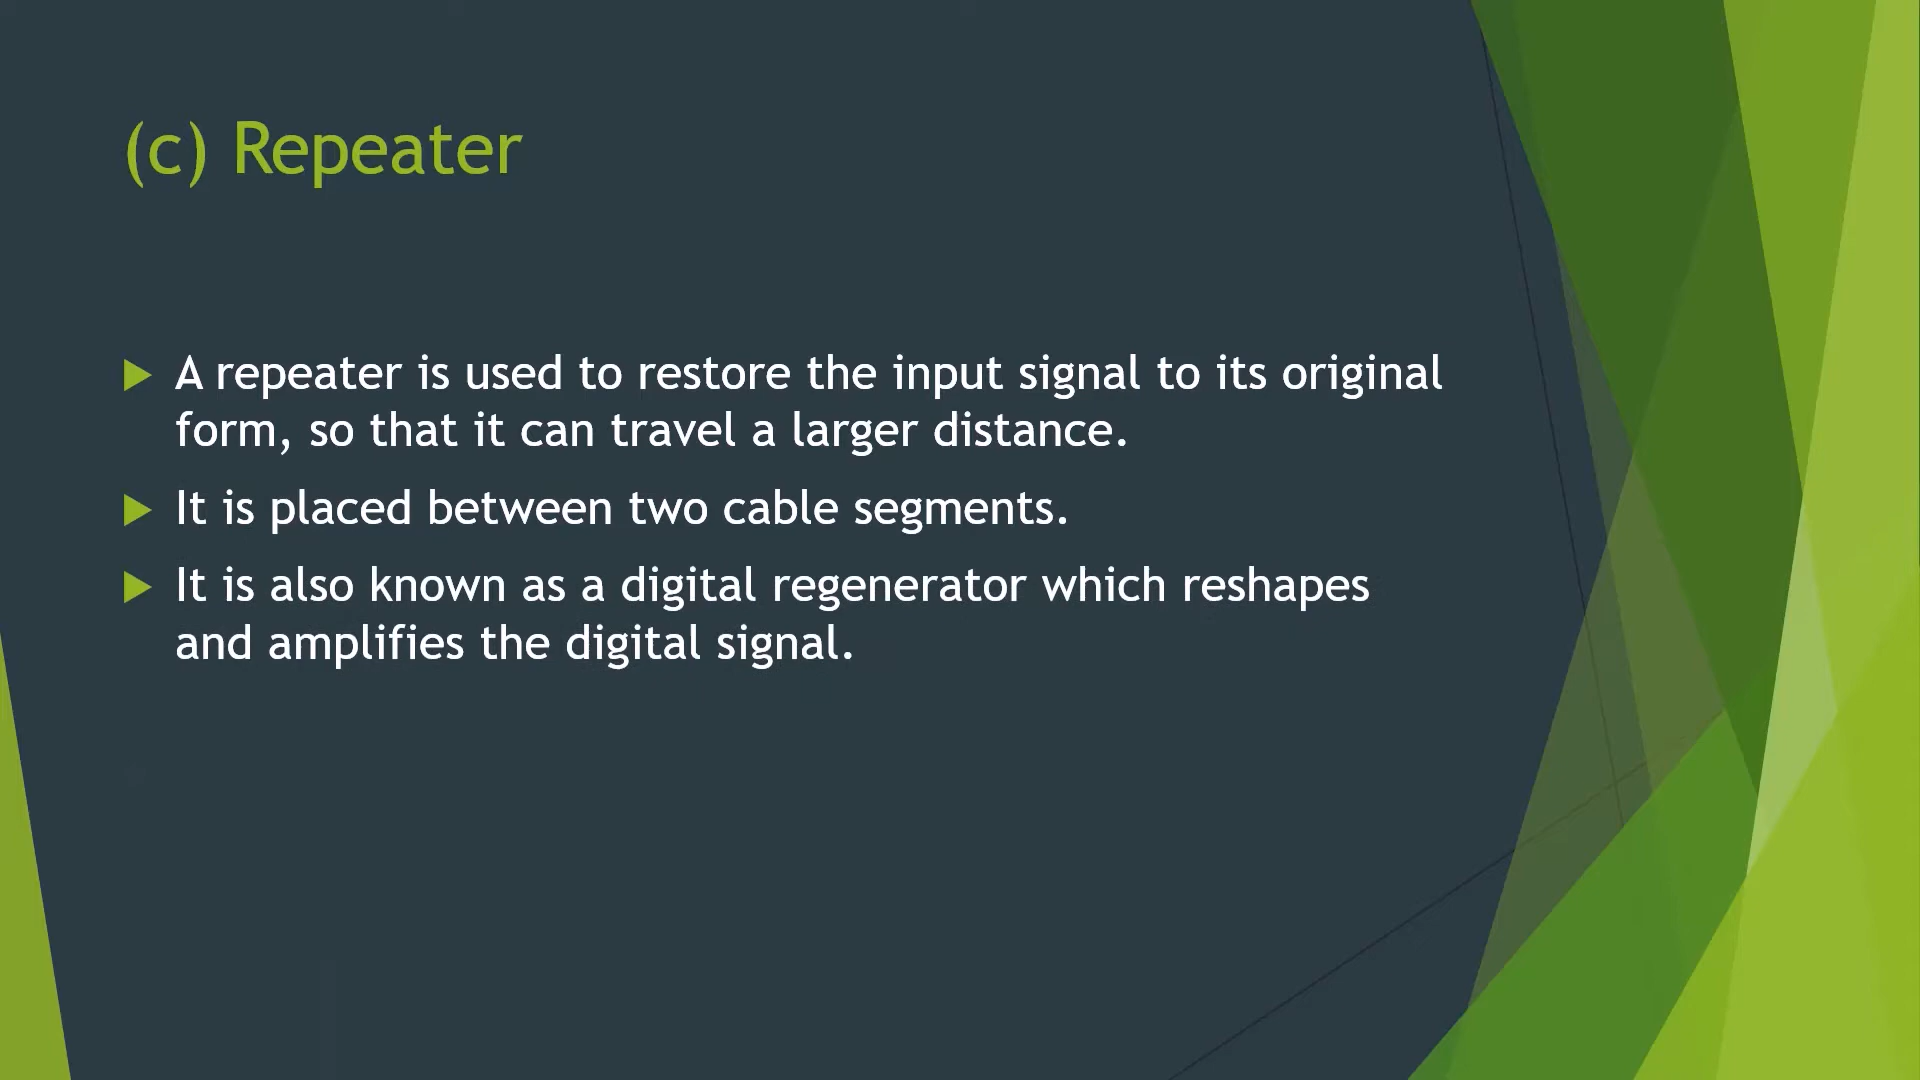 (c) Repeater
A repeater is used to restore the input signal to its original
form, so that it can travel a larger distance.
It is placed between two cable segments.
It is also known as a digital regenerator which reshapes
and amplifies the digital signal.